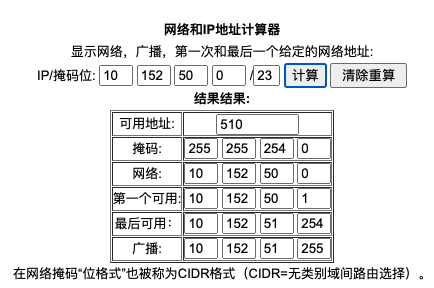 网络和IP地址计算器
显示网络，广播，第一次和最后一个给定的网络地址:
IP/掩码位: 10 152 50 0 /23 计算 清除重算
结果结果:
可用地址: 510
掩码: 255 255 254 0
网络: 10 152 50 0
第一个可用: 10 152 50 1
最后可用： 10 152 51 254
广播: 10 152 51 255
在网络掩码“位格式”也被称为CIDR格式（CIDR=无类别域间路由选择）。